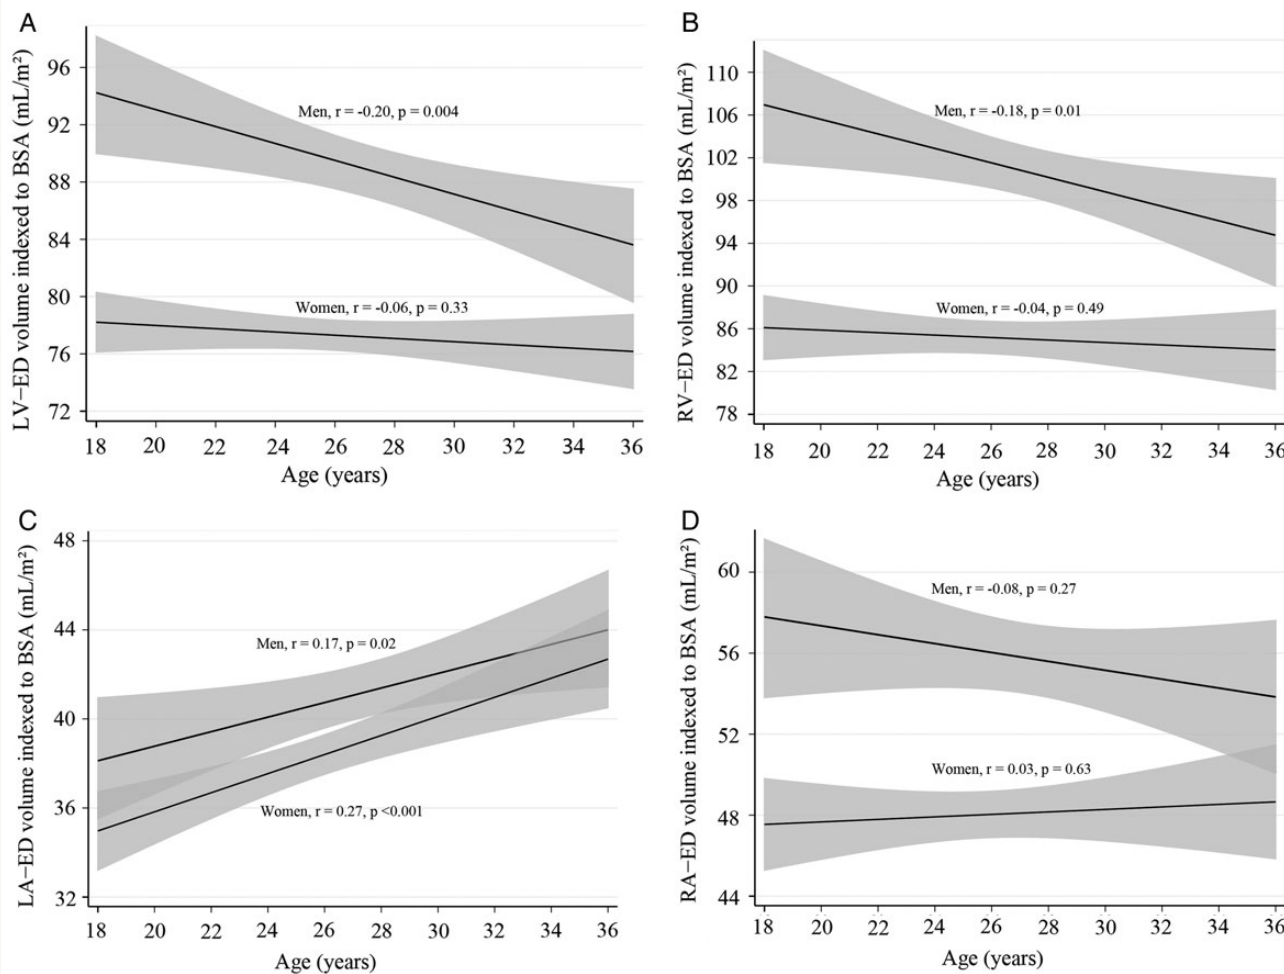 A
LV−ED volume indexed to BSA (mL/m²)
96
92
88
84
80
76
72
Men, r = -0.20, p = 0.004
Women, r = -0.06, p = 0.33
18 20 22 24 26 28 30 32 34 36
Age (years)
B
RV−ED volume indexed to BSA (mL/m²)
110
106
102
98
94
90
86
82
78
Men, r = -0.18, p = 0.01
Women, r = -0.04, p = 0.49
18 20 22 24 26 28 30 32 34 36
Age (years)
C
LA−ED volume indexed to BSA (mL/m²)
48
44
40
36
32
Men, r = 0.17, p = 0.02
Women, r = 0.27, p <0.001
18 20 22 24 26 28 30 32 34 36
Age (years)
D
RA−ED volume indexed to BSA (mL/m²)
60
56
52
48
44
Men, r = -0.08, p = 0.27
Women, r = 0.03, p = 0.63
18 20 22 24 26 28 30 32 34 36
Age (years)